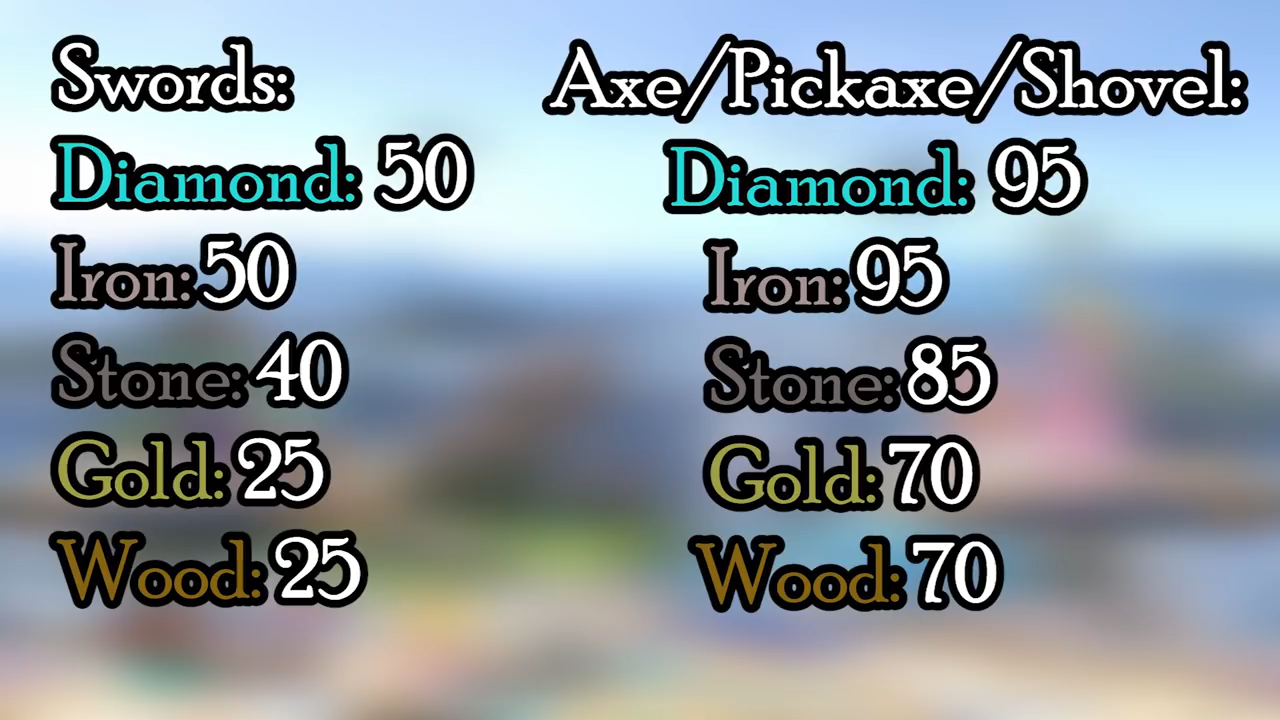 Swords:
Diamond: 50
Iron: 50
Stone: 40
Gold: 25
Wood: 25
Axe/Pickaxe/Shovel:
Diamond: 95
Iron: 95
Stone: 85
Gold: 70
Wood: 70